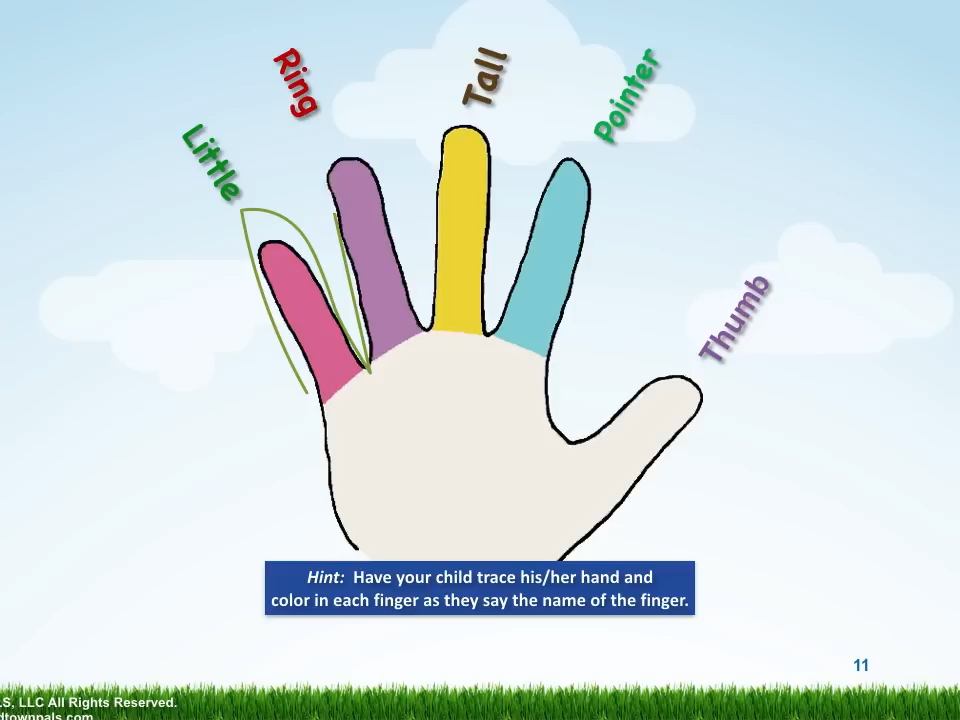 Little
Ring
Tall
Pointer
Thumb
Hint: Have your child trace his/her hand and
color in each finger as they say the name of the finger.
11
LLC All Rights Reserved.